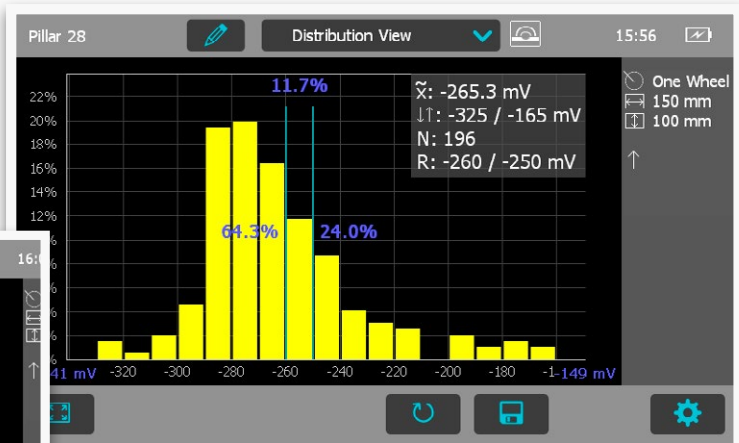 Pillar 28
Distribution View
15:56
22%
20%
18%
16%
14%
12%
11.7%
64.3%
24.0%
x̃: -265.3 mV
↓↑: -325 / -165 mV
N: 196
R: -260 / -250 mV
One Wheel
150 mm
100 mm
↑
41 mV
-320
-300
-280
-260
-240
-220
-200
-180
-149 mV